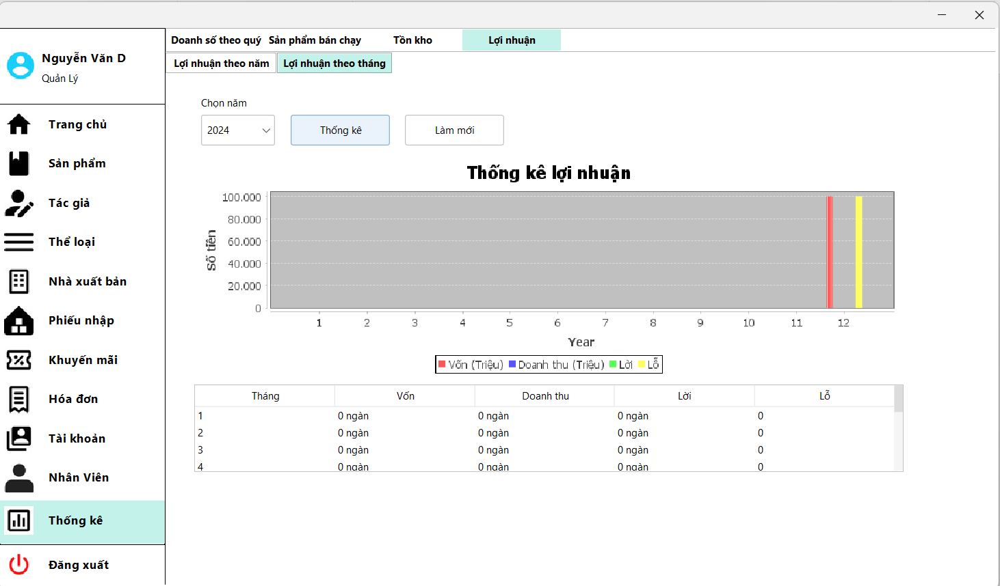 Nguyễn Văn D
Quản Lý
Trang chủ
Sản phẩm
Tác giả
Thể loại
Nhà xuất bản
Phiếu nhập
Khuyến mãi
Hóa đơn
Tài khoản
Nhân Viên
Thống kê
Đăng xuất
Doanh số theo quý Sản phẩm bán chạy Tồn kho Lợi nhuận
Lợi nhuận theo năm Lợi nhuận theo tháng
Chọn năm
2024 Thống kê Làm mới
Thống kê lợi nhuận
Số tiền
100.000
80.000
60.000
40.000
20.000
0
1 2 3 4 5 6 7 8 9 10 11 12
Year
Vốn (Triệu) Doanh thu (Triệu) Lời Lỗ
Tháng Vốn Doanh thu Lời Lỗ
1 0 ngàn 0 ngàn 0 ngàn 0
2 0 ngàn 0 ngàn 0 ngàn 0
3 0 ngàn 0 ngàn 0 ngàn 0
4 0 ngàn 0 ngàn 0 ngàn 0